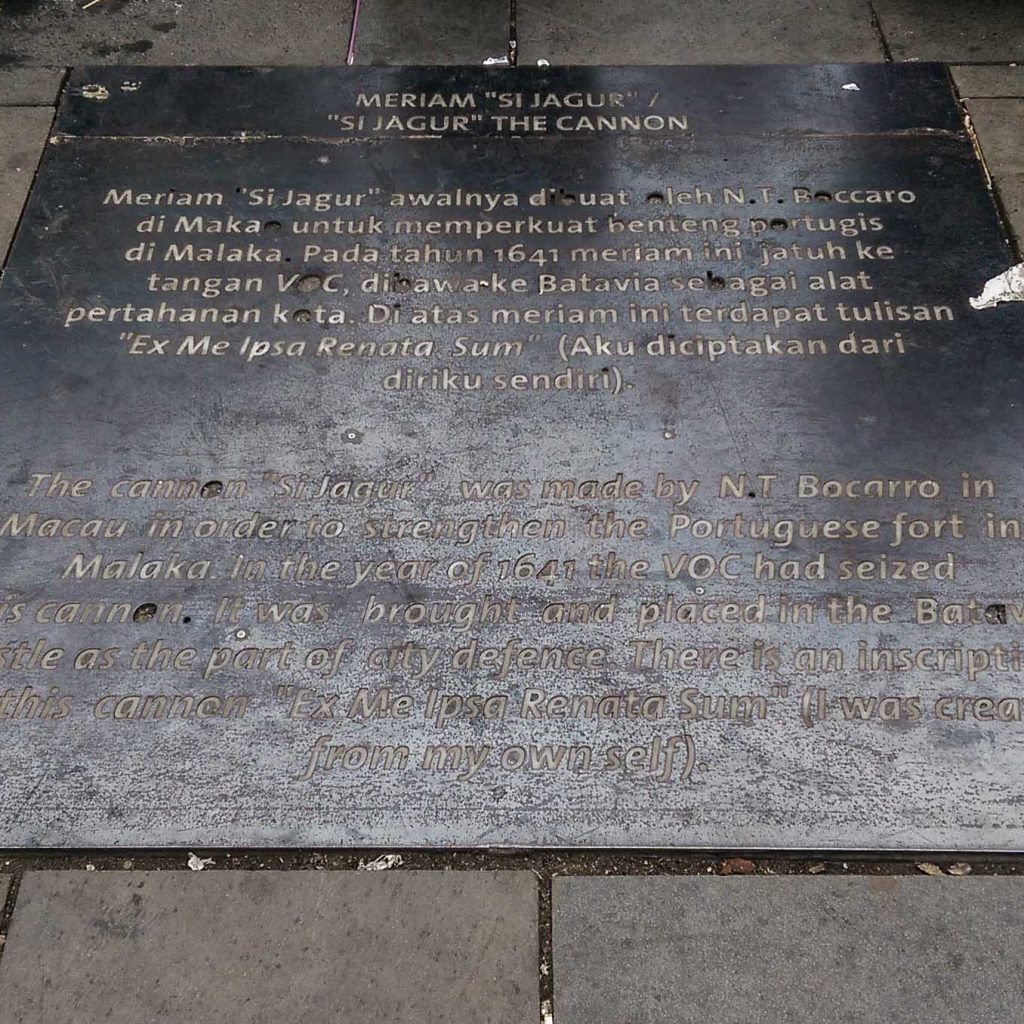 MERIAM "SI JAGUR" /
"SI JAGUR" THE CANNON
Meriam "Si Jagur" awalnya dibuat oleh N.T. Boccaro
di Makao untuk memperkuat benteng portugis
di Malaka. Pada tahun 1641 meriam ini jatuh ke
tangan VOC, dibawa ke Batavia sebagai alat
pertahanan kota. Di atas meriam ini terdapat tulisan
"Ex Me Ipsa Renata Sum" (Aku diciptakan dari
diriku sendiri).
The cannon "Si Jagur" was made by N.T Bocarro in
Macau in order to strengthen the Portuguese fort in
Malaka. In the year of 1641 the VOC had seized
is cannon. It was brought and placed in the Batav
stle as the part of city defence. There is an inscripti
this cannon "Ex Me Ipsa Renata Sum" (I was crea
from my own self).